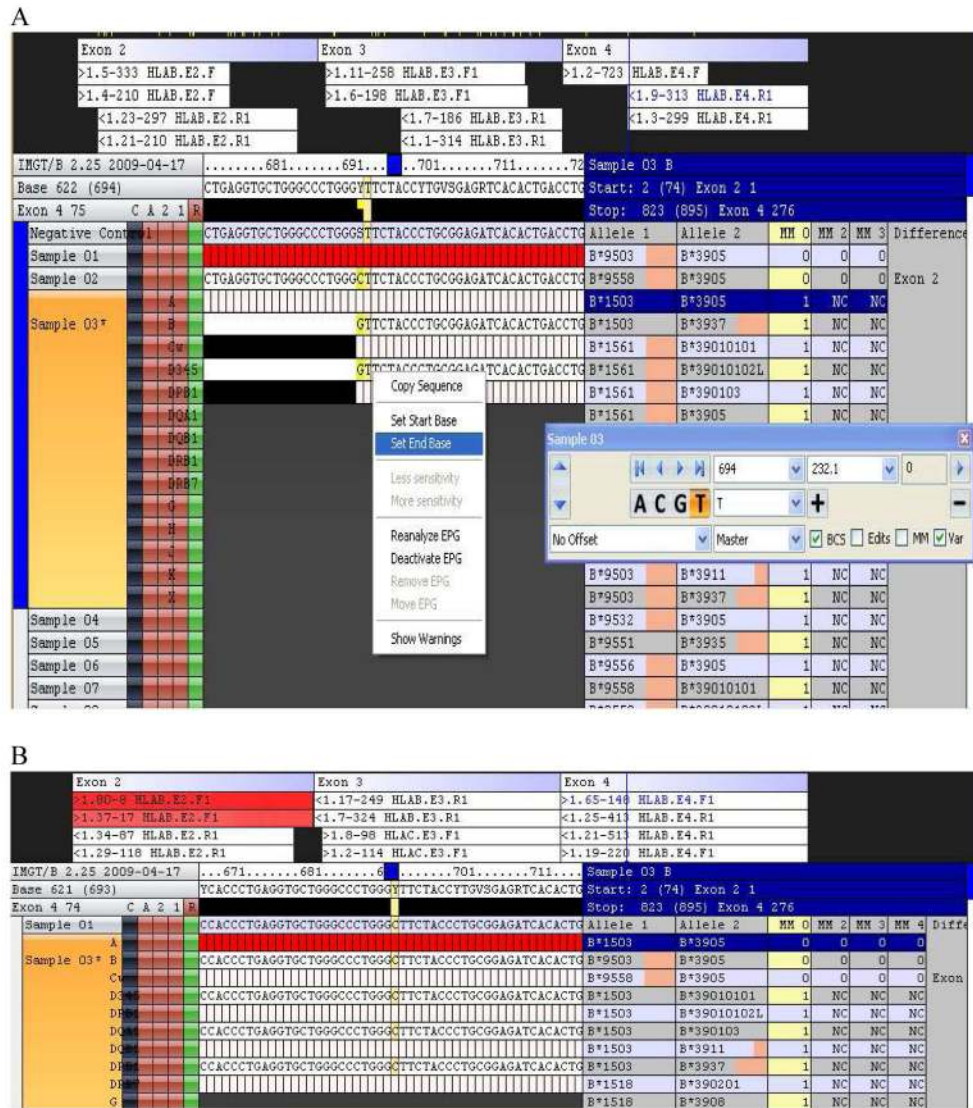 A
Exon 2 Exon 3 Exon 4
>1.5-333 HLAB.E2.F >1.11-258 HLAB.E3.F1 >1.2-723 HLAB.E4.F
>1.4-210 HLAB.E2.F >1.6-198 HLAB.E3.F1 <1.9-313 HLAB.E4.R1
<1.23-297 HLAB.E2.R1 <1.7-186 HLAB.E3.R1 <1.3-299 HLAB.E4.R1
<1.21-210 HLAB.E2.R1 <1.1-314 HLAB.E3.R1
IMGT/B 2.25 2009-04-17 ........681........691... ..701.......711.......72 Sample 03 B
Base 622 (694) CTGAGGTGCTGGGCCCTGGGYTTCTACCYTGVSGAGRTCACACTGACCTG Start: 2 (74) Exon 2 1
Exon 4 75 C A 2 1 R Stop: 823 (895) Exon 4 276
Negative Control CTGAGGTGCTGGGCCCTGGGSTTCTACCCTGCGGAGATCACACTGACCTG Allele 1 Allele 2 MM 0 MM 2 MM 3 Difference
Sample 01 B*9503 B*3905 0 0 0
Sample 02 CTGAGGTGCTGGGCCCTGGGCTTCTACCCTGCGGAGATCACACTGACCTG B*9558 B*3905 0 0 0 Exon 2
A B*1503 B*3905 1 NC NC
Sample 03* B GTTCTACCCTGCGGAGATCACACTGACCTG B*1503 B*3937 1 NC NC
Cw B*1561 B*39010101 1 NC NC
D345 GTTCTACCCTGCGGAGATCACACTGACCTG B*1561 B*39010102L 1 NC NC
DPB1 Copy Sequence B*1561 B*390103 1 NC NC
DQA1 Set Start Base B*1561 B*3905 1 NC NC
DQB1 Set End Base Sample 03
DRB1 Less sensitivity 694 232.1 0
DRB7 More sensitivity A C G T T + -
G Reanalyze EPG No Offset Master BCS Edits MM Var
H Deactivate EPG
J Remove EPG
K Move EPG B*9503 B*3911 1 NC NC
X B*9503 B*3937 1 NC NC
Sample 04 B*9532 B*3905 1 NC NC
Sample 05 Show Warnings B*9551 B*3935 1 NC NC
Sample 06 B*9556 B*3905 1 NC NC
Sample 07 B*9558 B*39010101 1 NC NC
B
Exon 2 Exon 3 Exon 4
>1.80-8 HLAB.E2.F1 <1.17-249 HLAB.E3.R1 >1.65-148 HLAB.E4.F1
>1.37-17 HLAB.E2.F1 <1.7-324 HLAB.E3.R1 <1.25-413 HLAB.E4.R1
<1.34-87 HLAB.E2.R1 >1.8-98 HLAC.E3.F1 <1.21-513 HLAB.E4.R1
<1.29-118 HLAB.E2.R1 >1.2-114 HLAC.E3.F1 >1.19-220 HLAB.E4.F1
IMGT/B 2.25 2009-04-17 ...671........681........6 ........701.......711.... Sample 03 B
Base 621 (693) YCACCCTGAGGTGCTGGGCCCTGGGYTTCTACCYTGVSGAGRTCACACTG Start: 2 (74) Exon 2 1
Exon 4 74 C A 2 1 R Stop: 823 (895) Exon 4 276
Sample 01 CCACCCTGAGGTGCTGGGCCCTGGGCTTCTACCCTGCGGAGATCACACTG Allele 1 Allele 2 MM 0 MM 2 MM 3 MM 4 Diffe
A B*1503 B*3905 0 0 0 0
Sample 03* B CCACCCTGAGGTGCTGGGCCCTGGGCTTCTACCCTGCGGAGATCACACTG B*9503 B*3905 0 0 0 0
Cw B*9558 B*3905 0 0 0 0 Exon
D345 CCACCCTGAGGTGCTGGGCCCTGGGCTTCTACCCTGCGGAGATCACACTG B*1503 B*39010101 1 NC NC NC
DPB1 B*1503 B*39010102L 1 NC NC NC
DQA1 CCACCCTGAGGTGCTGGGCCCTGGGCTTCTACCCTGCGGAGATCACACTG B*1503 B*390103 1 NC NC NC
B*1503 B*3911 1 NC NC NC
DRB1 CCACCCTGAGGTGCTGGGCCCTGGGCTTCTACCCTGCGGAGATCACACTG B*1503 B*3937 1 NC NC NC
B*1518 B*390201 1 NC NC NC
G B*1518 B*3908 1 NC NC NC